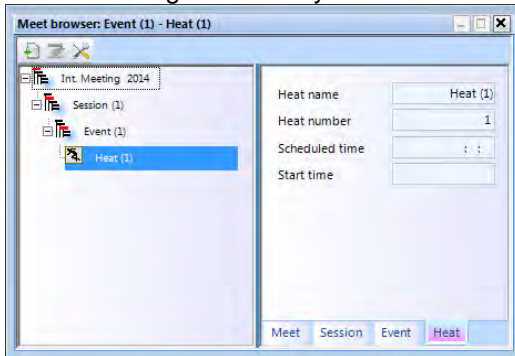 Meet browser: Event (1) - Heat (1)
Int. Meeting 2014
Session (1)
Event (1)
Heat (1)
Heat name Heat (1)
Heat number 1
Scheduled time : :
Start time
Meet Session Event Heat